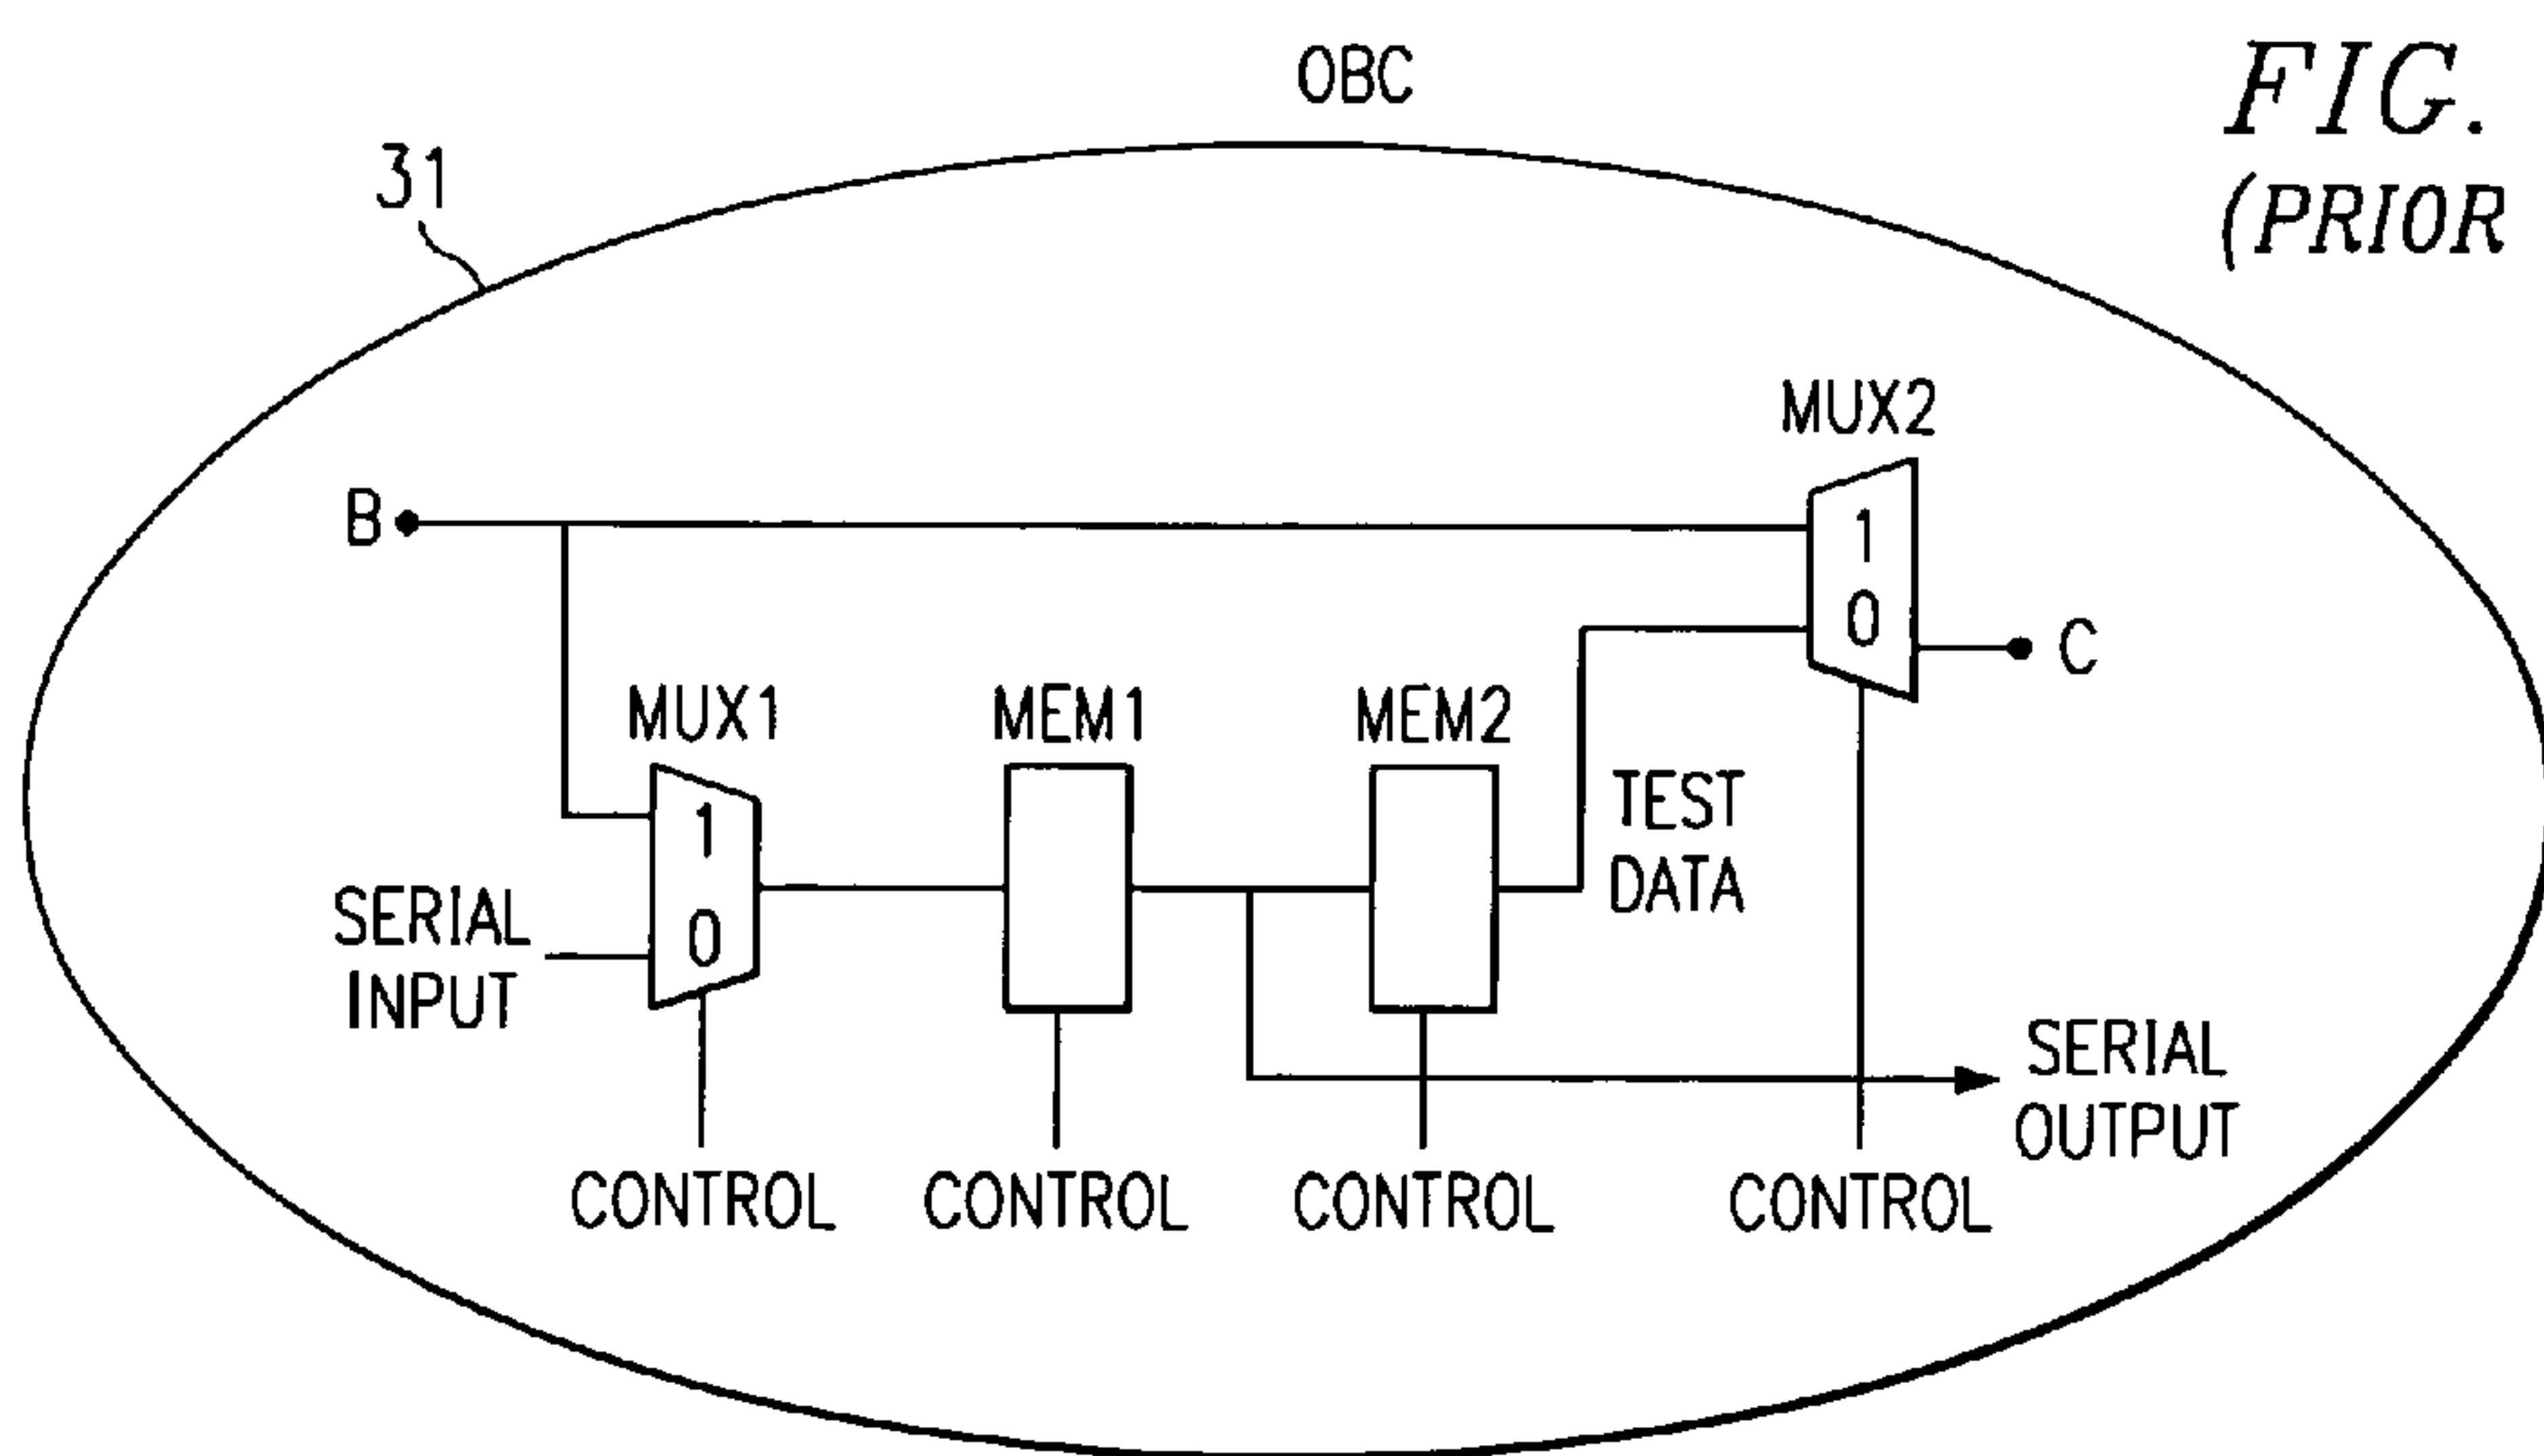 OBC
FIG.
(PRIOR
31
MUX2
B
1
0
C
MUX1
MEM1
MEM2
1
0
TEST
DATA
SERIAL
INPUT
SERIAL
OUTPUT
CONTROL
CONTROL
CONTROL
CONTROL